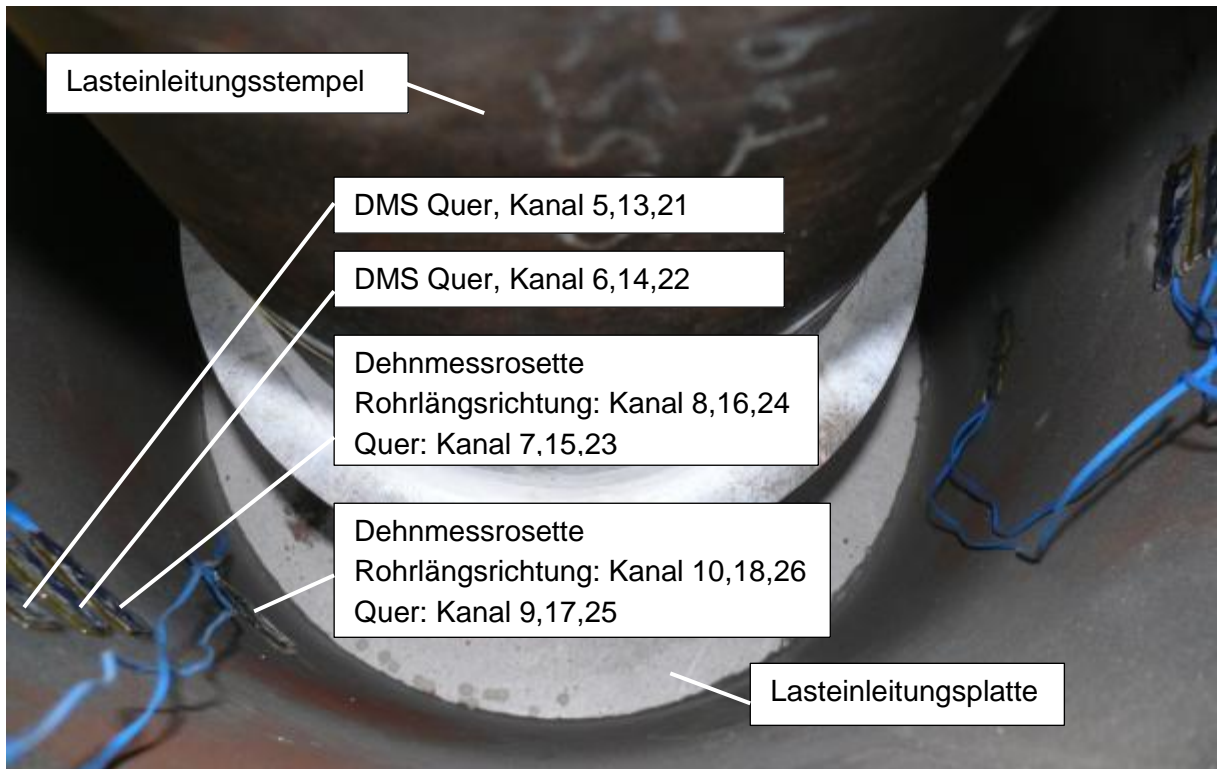 Lasteinleitungsstempel
DMS Quer, Kanal 5,13,21
DMS Quer, Kanal 6,14,22
Dehnmessrosette
Rohrlängsrichtung: Kanal 8,16,24
Quer: Kanal 7,15,23
Dehnmessrosette
Rohrlängsrichtung: Kanal 10,18,26
Quer: Kanal 9,17,25
Lasteinleitungsplatte